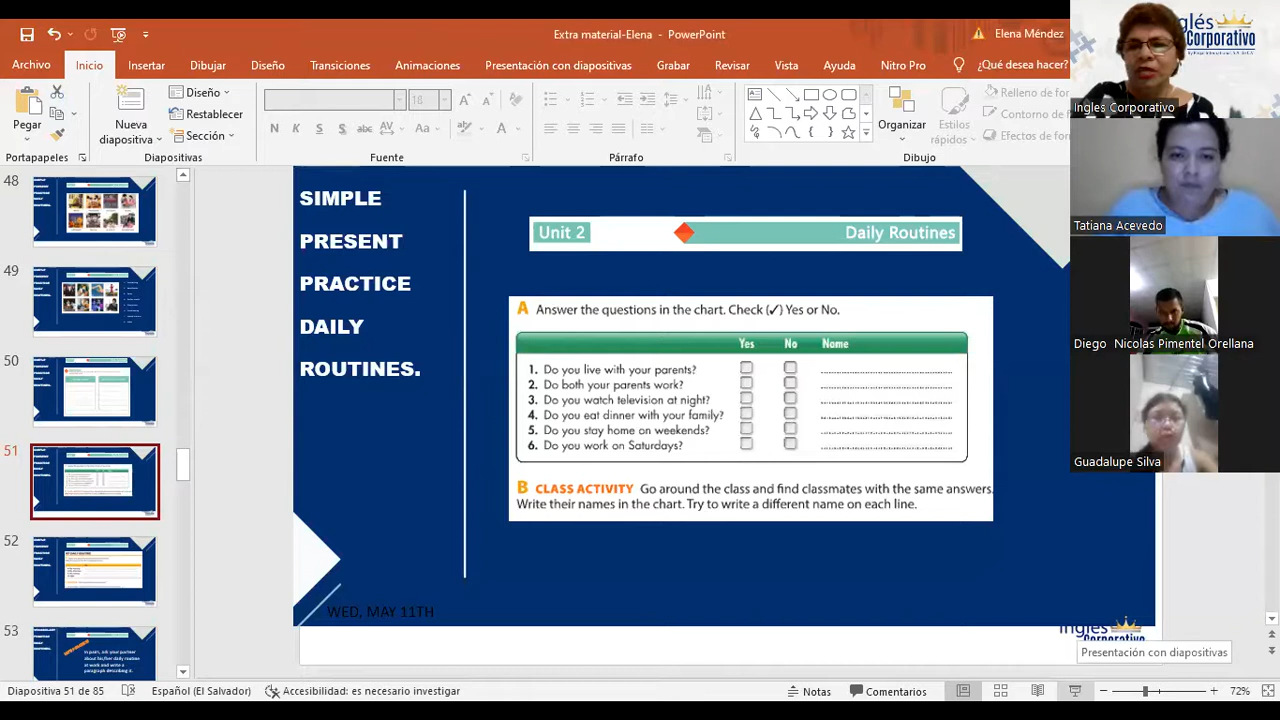 Extra material-Elena - PowerPoint
Elena Méndez
Archivo
Inicio
Insertar
Dibujar
Diseño
Transiciones
Animaciones
Presentación con diapositivas
Grabar
Revisar
Vista
Ayuda
Nitro Pro
¿Qué desea hacer?
Pegar
Nueva
diapositiva
Diseño
Restablecer
Sección
18
N
K
S
S
abc
AV
Aa
A
Organizar
Estilos
rápidos
Relleno de
Contorno de
Efectos de for
Portapapeles
Diapositivas
Fuente
Párrafo
Dibujo
48
49
50
51
52
53
SIMPLE
PRESENT
PRACTICE
DAILY
ROUTINES.
Unit 2
Daily Routines
A Answer the questions in the chart. Check (✓) Yes or No.
Yes No Name
1. Do you live with your parents?
2. Do both your parents work?
3. Do you watch television at night?
4. Do you eat dinner with your family?
5. Do you stay home on weekends?
6. Do you work on Saturdays?
B CLASS ACTIVITY Go around the class and find classmates with the same answers.
Write their names in the chart. Try to write a different name on each line.
WED, MAY 11TH
Presentación con diapositivas
Inglés
Corporativo
Ingles Corporativo
Tatiana Acevedo
Diego Nicolas Pimentel Orellana
Guadalupe Silva
Diapositiva 51 de 85
Español (El Salvador)
Accesibilidad: es necesario investigar
Notas
Comentarios
72%